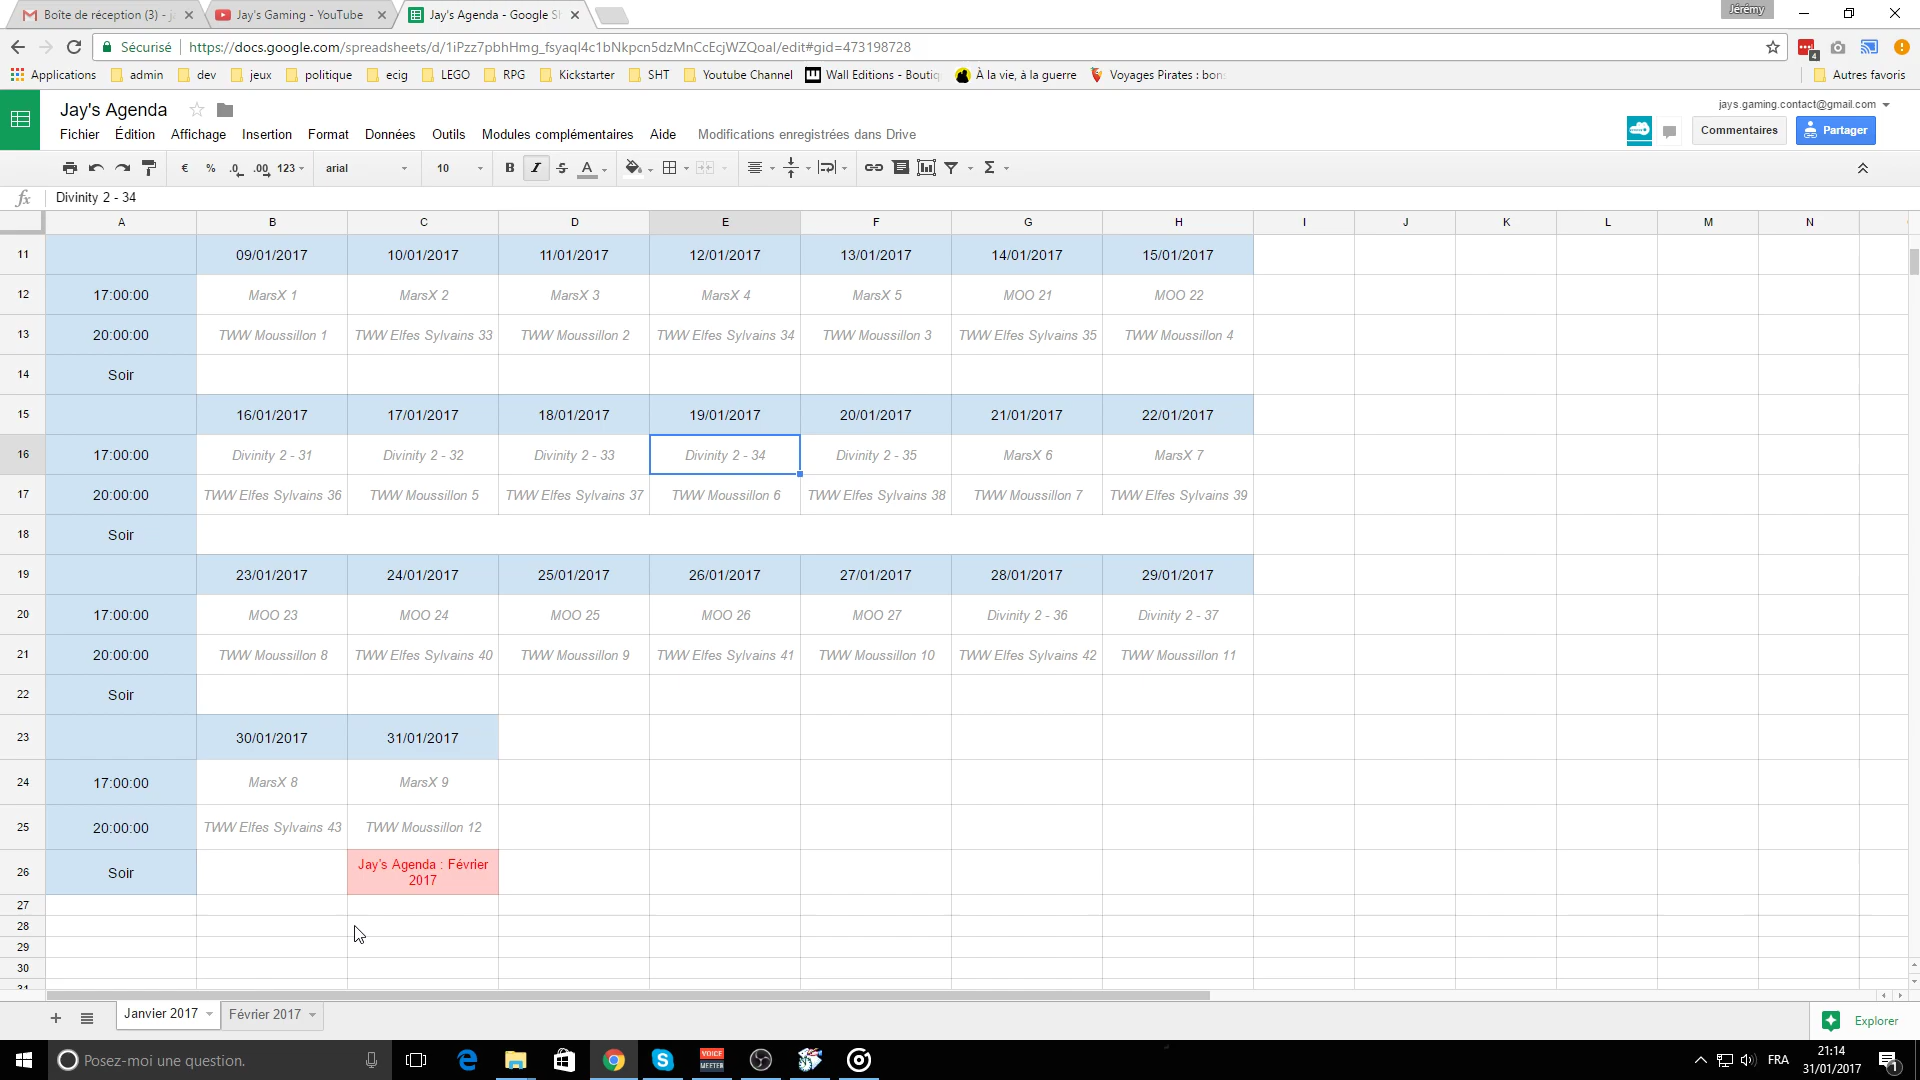 Boîte de réception (3) - j
Jay's Gaming - YouTube
Jay's Agenda - Google S
Jérémy
Sécurisé
https://docs.google.com/spreadsheets/d/1iPzz7pbhHmg_fsyaql4c1bNkpcn5dzMnCcEcjWZQoaI/edit#gid=473198728
4
Applications admin dev jeux politique ecig LEGO RPG Kickstarter SHT Youtube Channel Wall Editions - Boutiq À la vie, à la guerre Voyages Pirates : bons Autres favoris
Jay's Agenda
jays.gaming.contact@gmail.com
Fichier Édition Affichage Insertion Format Données Outils Modules complémentaires Aide Modifications enregistrées dans Drive
Commentaires Partager
€ % .0 .00 123 arial 10 B I S A Σ
fx Divinity 2 - 34
A B C D E F G H I J K L M N
11 09/01/2017 10/01/2017 11/01/2017 12/01/2017 13/01/2017 14/01/2017 15/01/2017
12 17:00:00 MarsX 1 MarsX 2 MarsX 3 MarsX 4 MarsX 5 MOO 21 MOO 22
13 20:00:00 TWW Moussillon 1 TWW Elfes Sylvains 33 TWW Moussillon 2 TWW Elfes Sylvains 34 TWW Moussillon 3 TWW Elfes Sylvains 35 TWW Moussillon 4
14 Soir
15 16/01/2017 17/01/2017 18/01/2017 19/01/2017 20/01/2017 21/01/2017 22/01/2017
16 17:00:00 Divinity 2 - 31 Divinity 2 - 32 Divinity 2 - 33 Divinity 2 - 34 Divinity 2 - 35 MarsX 6 MarsX 7
17 20:00:00 TWW Elfes Sylvains 36 TWW Moussillon 5 TWW Elfes Sylvains 37 TWW Moussillon 6 TWW Elfes Sylvains 38 TWW Moussillon 7 TWW Elfes Sylvains 39
18 Soir
19 23/01/2017 24/01/2017 25/01/2017 26/01/2017 27/01/2017 28/01/2017 29/01/2017
20 17:00:00 MOO 23 MOO 24 MOO 25 MOO 26 MOO 27 Divinity 2 - 36 Divinity 2 - 37
21 20:00:00 TWW Moussillon 8 TWW Elfes Sylvains 40 TWW Moussillon 9 TWW Elfes Sylvains 41 TWW Moussillon 10 TWW Elfes Sylvains 42 TWW Moussillon 11
22 Soir
23 30/01/2017 31/01/2017
24 17:00:00 MarsX 8 MarsX 9
25 20:00:00 TWW Elfes Sylvains 43 TWW Moussillon 12
26 Soir Jay's Agenda : Février
2017
27
28
29
30
31
Janvier 2017 Février 2017
Explorer
Posez-moi une question.
VOICE
MEETER
FRA
21:14
31/01/2017
1